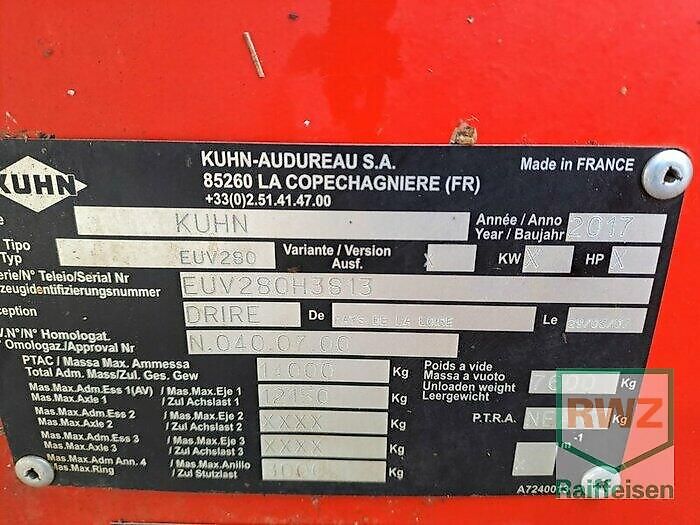 KUHN
KUHN-AUDUREAU S.A.
85260 LA COPECHAGNIERE (FR)
+33(0)2.51.41.47.00
Made in FRANCE
KUHN
Année / Anno
Year / Baujahr
2017
Tipo
Typ
EUV280
Variante / Version
Ausf.
X
KW X HP X
N° Teleio/Serial Nr
EUV280H3613
DRIRE De PAYS DE LA LOIRE Le
N°/N° Homologat.
Omologaz./Approval Nr
N.040.07.00
PTAC / Massa Max. Ammessa
Total Adm. Mass/Zul. Ges. Gew
14000 Kg
Poids a vide
Massa a vuoto
Unloaden weight
Leergewicht
7600 Kg
Mas.Max.Adm.Ess 1(AV) / Mas.Max.Eje 1
Mas.Max.Axle 1 / Zul Achslast 1
12150 Kg
Mas.Max.Adm.Ess 2 / Mas.Max.Eje 2
Mas.Max.Axle 2 / Zul Achslast 2
XXXX Kg
P.T.R.A.
Mas.Max.Adm.Ess 3 / Mas.Max.Eje 3
Mas.Max.Axle 3 / Zul Achslast 3
XXXX Kg
Mas.Max.Adm Ann. 4 / Mas.Max.Anillo
Mas.Max.Ring / Zul Stutzlast
3000 Kg
RWZ
Raiffeisen